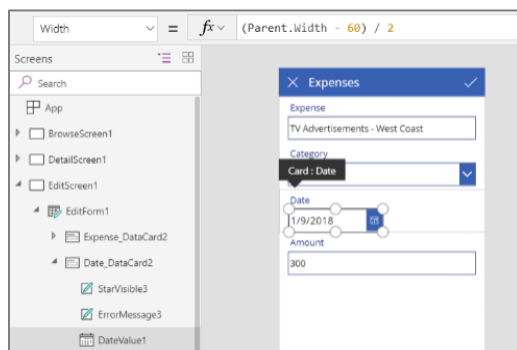 Width = fx (Parent.Width - 60) / 2
Screens
Search
App
BrowseScreen1
DetailScreen1
EditScreen1
EditForm1
Expense_DataCard2
Date_DataCard2
StarVisible3
ErrorMessage3
DateValue1
Expenses
Expense
TV Advertisements - West Coast
Category
Card : Date
Date
1/9/2018
Amount
300